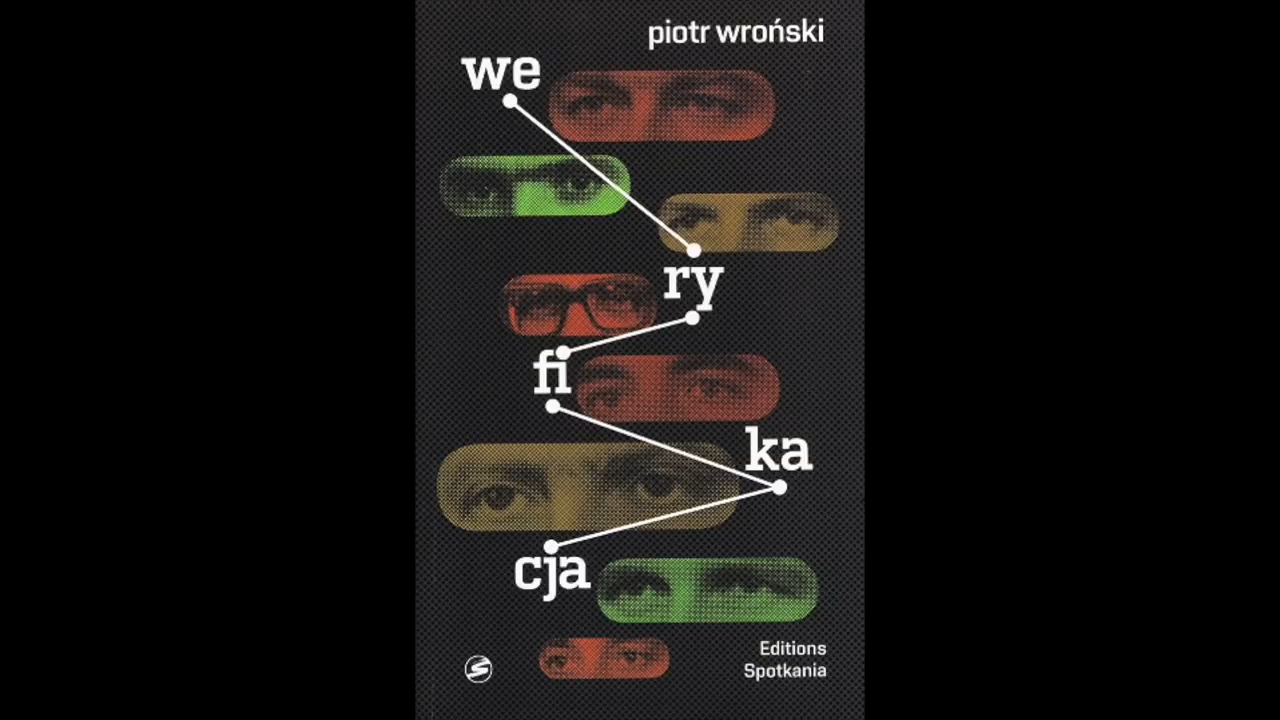 piotr wroński
we
ry
fi
ka
cja
Editions
Spotkania